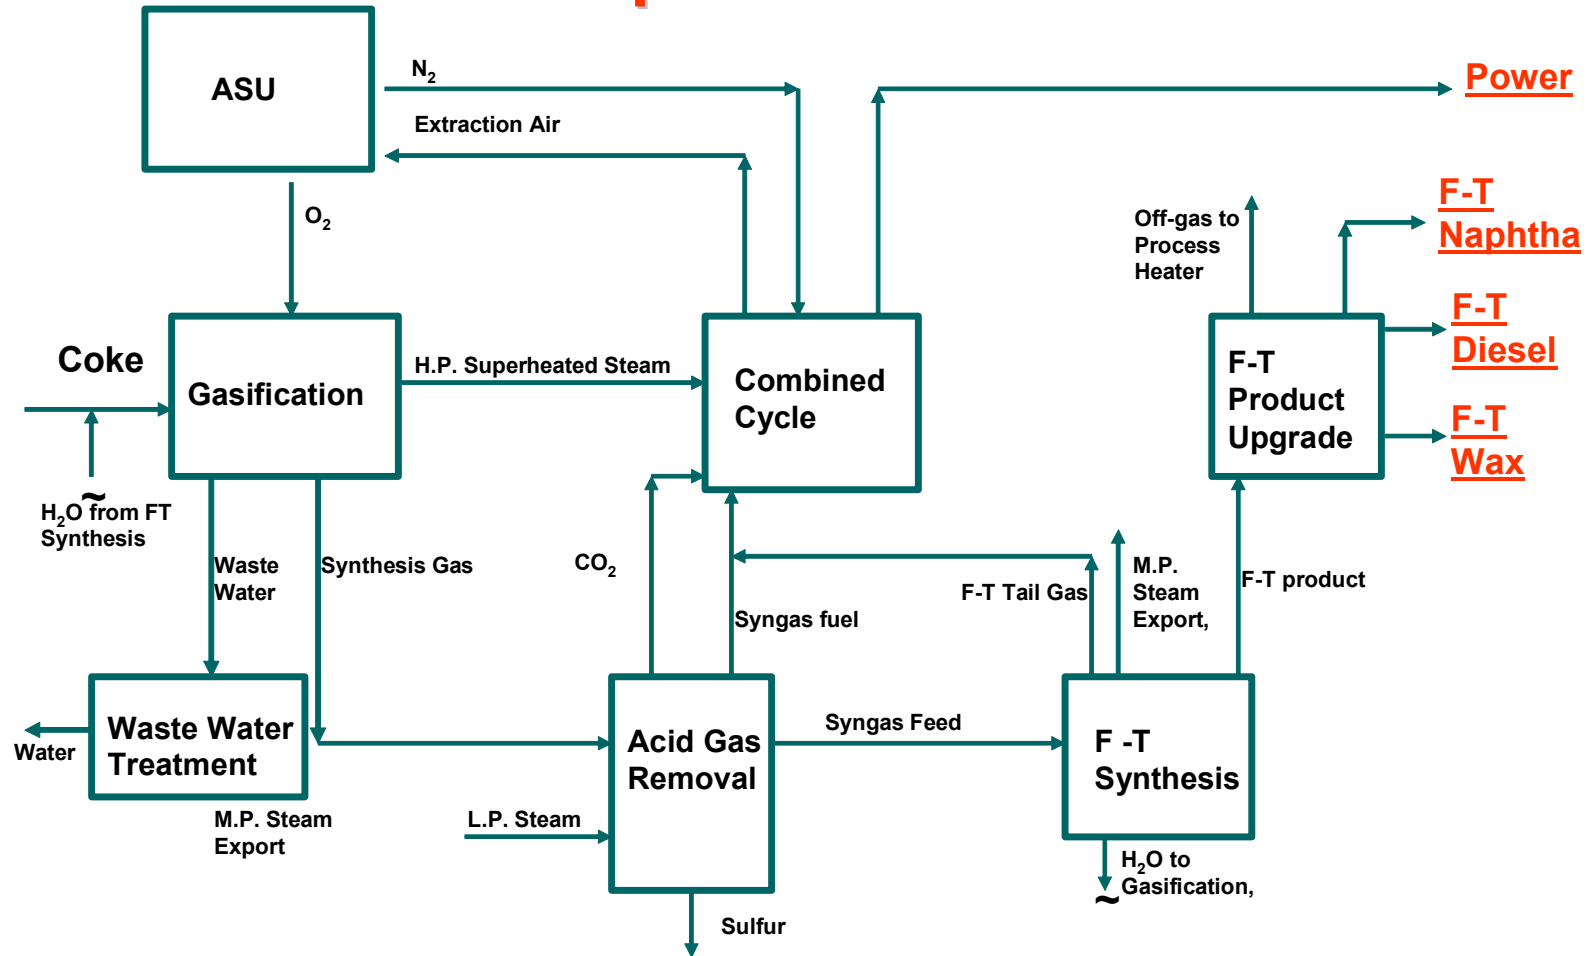 ASU
N2
Extraction Air
O2
Power
F-T
Naphtha
Off-gas to
Process
Heater
F-T
Diesel
F-T
Wax
Coke
Gasification
H.P. Superheated Steam
Combined
Cycle
F-T
Product
Upgrade
~
H2O from FT
Synthesis
Waste
Water
Synthesis Gas
CO2
Syngas fuel
F-T Tail Gas
M.P.
Steam
Export,
F-T product
Waste Water
Treatment
Water
M.P. Steam
Export
L.P. Steam
Acid Gas
Removal
Syngas Feed
F -T
Synthesis
H2O to
Gasification,
~
Sulfur